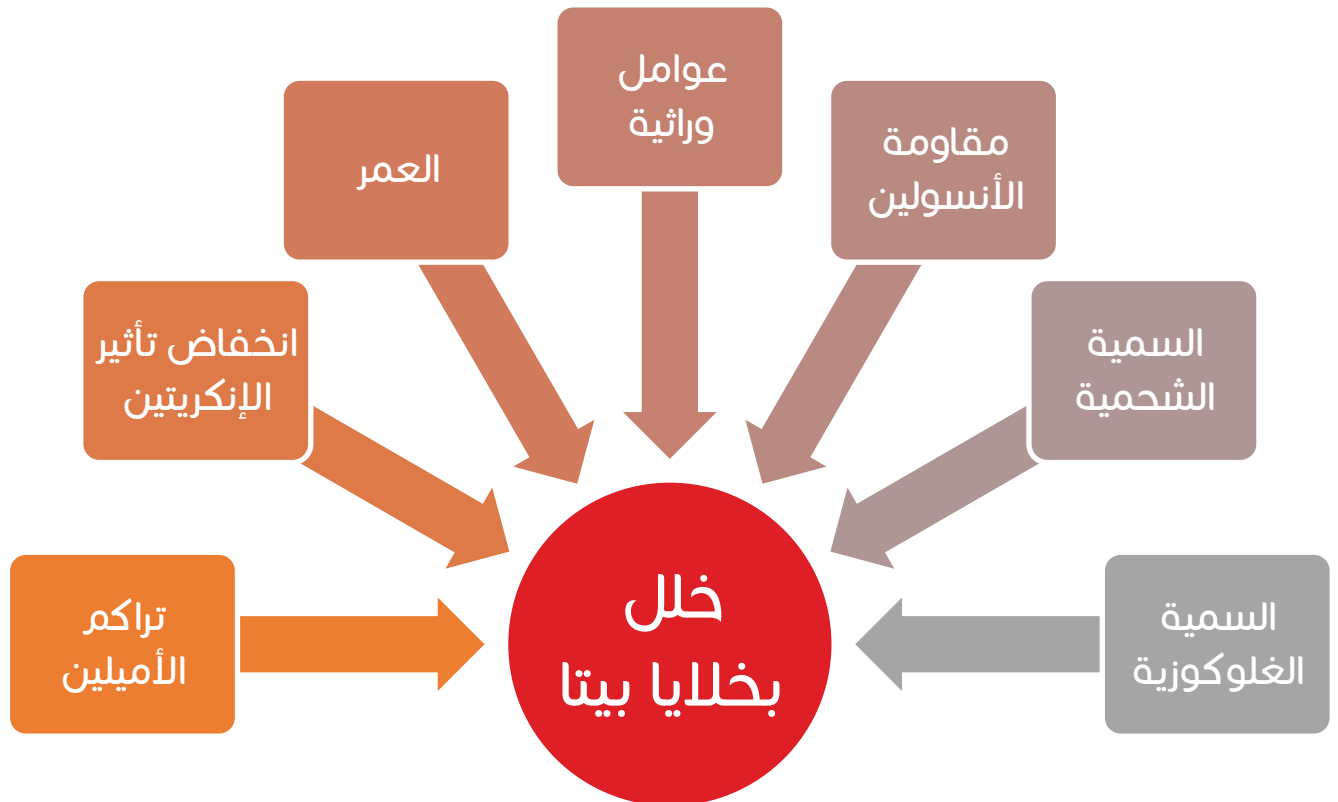 عوامل
وراثية
مقاومة
الأنسولين
العمر
السمية
الشحمية
انخفاض تأثير
الإنكريتين
السمية
الغلوكوزية
تراكم
الأميلين
خلل
بخلايا بيتا